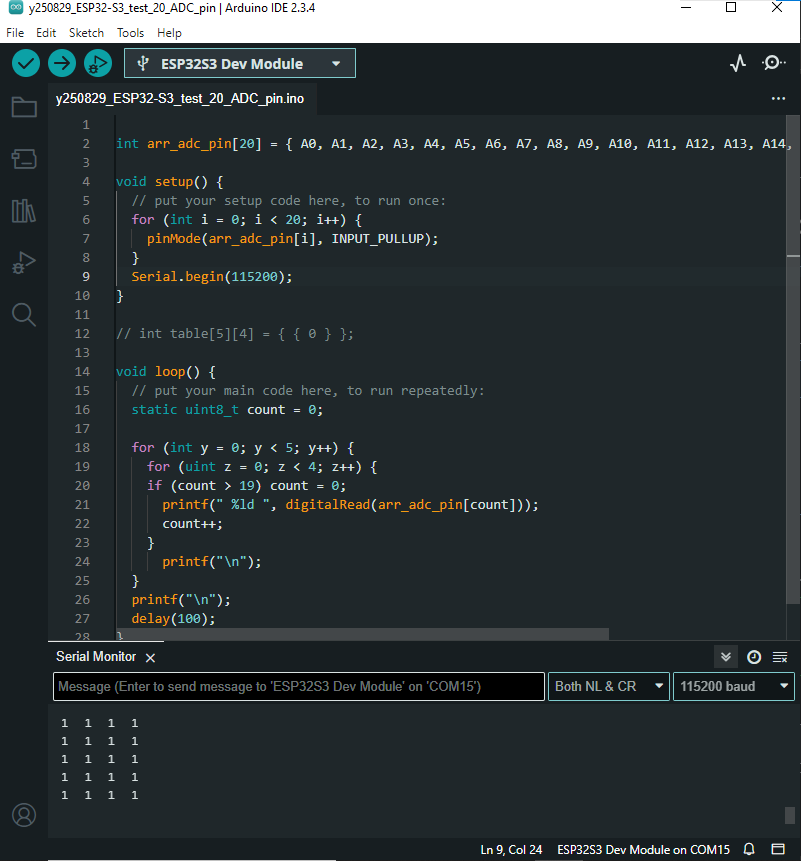 y250829_ESP32-S3_test_20_ADC_pin | Arduino IDE 2.3.4
File Edit Sketch Tools Help
ESP32S3 Dev Module
y250829_ESP32-S3_test_20_ADC_pin.ino
1
2 int arr_adc_pin[20] = { A0, A1, A2, A3, A4, A5, A6, A7, A8, A9, A10, A11, A12, A13, A14,
3
4 void setup() {
5 // put your setup code here, to run once:
6 for (int i = 0; i < 20; i++) {
7 pinMode(arr_adc_pin[i], INPUT_PULLUP);
8 }
9 Serial.begin(115200);
10 }
11
12 // int table[5][4] = { { 0 } };
13
14 void loop() {
15 // put your main code here, to run repeatedly:
16 static uint8_t count = 0;
17
18 for (int y = 0; y < 5; y++) {
19 for (uint z = 0; z < 4; z++) {
20 if (count > 19) count = 0;
21 printf(" %ld ", digitalRead(arr_adc_pin[count]));
22 count++;
23 }
24 printf("\n");
25 }
26 printf("\n");
27 delay(100);
28 }
Serial Monitor
Message (Enter to send message to 'ESP32S3 Dev Module' on 'COM15') Both NL & CR 115200 baud
1 1 1 1
1 1 1 1
1 1 1 1
1 1 1 1
1 1 1 1
Ln 9, Col 24 ESP32S3 Dev Module on COM15